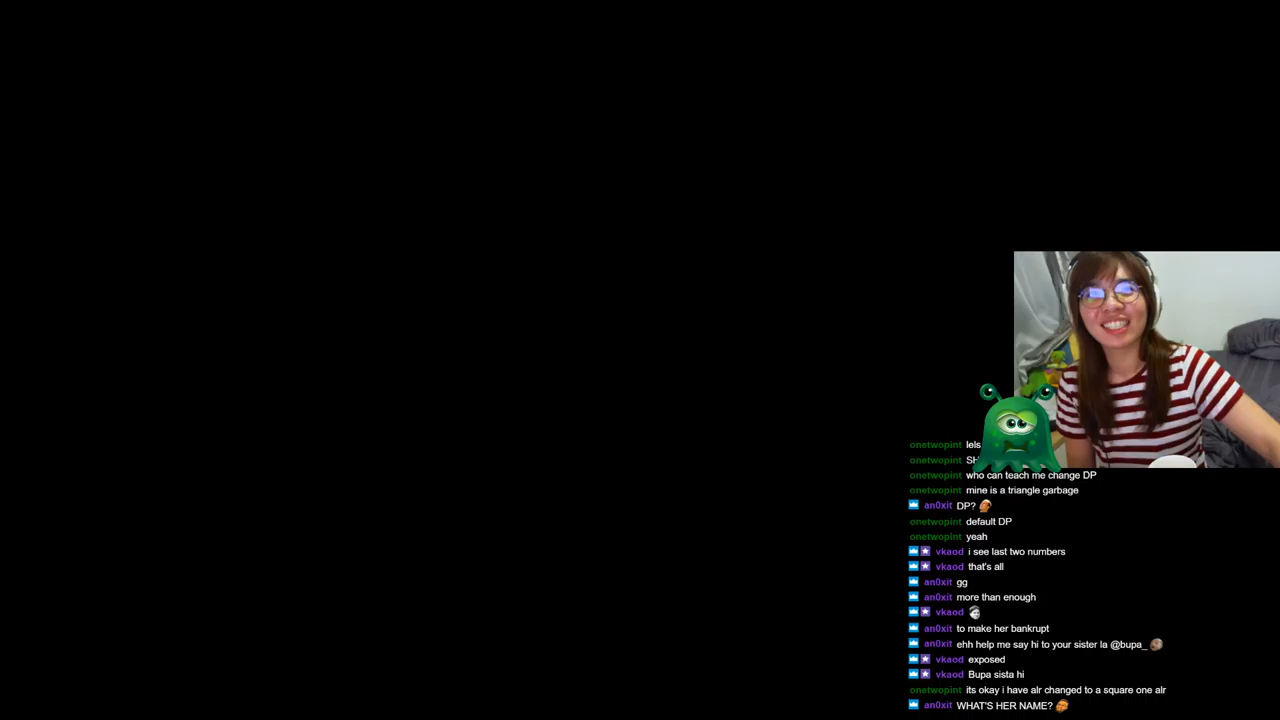 onetwopint lels
onetwopint
onetwopint who can teach me change DP
onetwopint mine is a triangle garbage
an0xit DP?
onetwopint default DP
onetwopint yeah
vkaod i see last two numbers
vkaod that's all
an0xit gg
an0xit more than enough
vkaod
an0xit to make her bankrupt
an0xit ehh help me say hi to your sister la @bupa_
vkaod exposed
vkaod Bupa sista hi
onetwopint its okay i have alr changed to a square one alr
an0xit WHAT'S HER NAME?